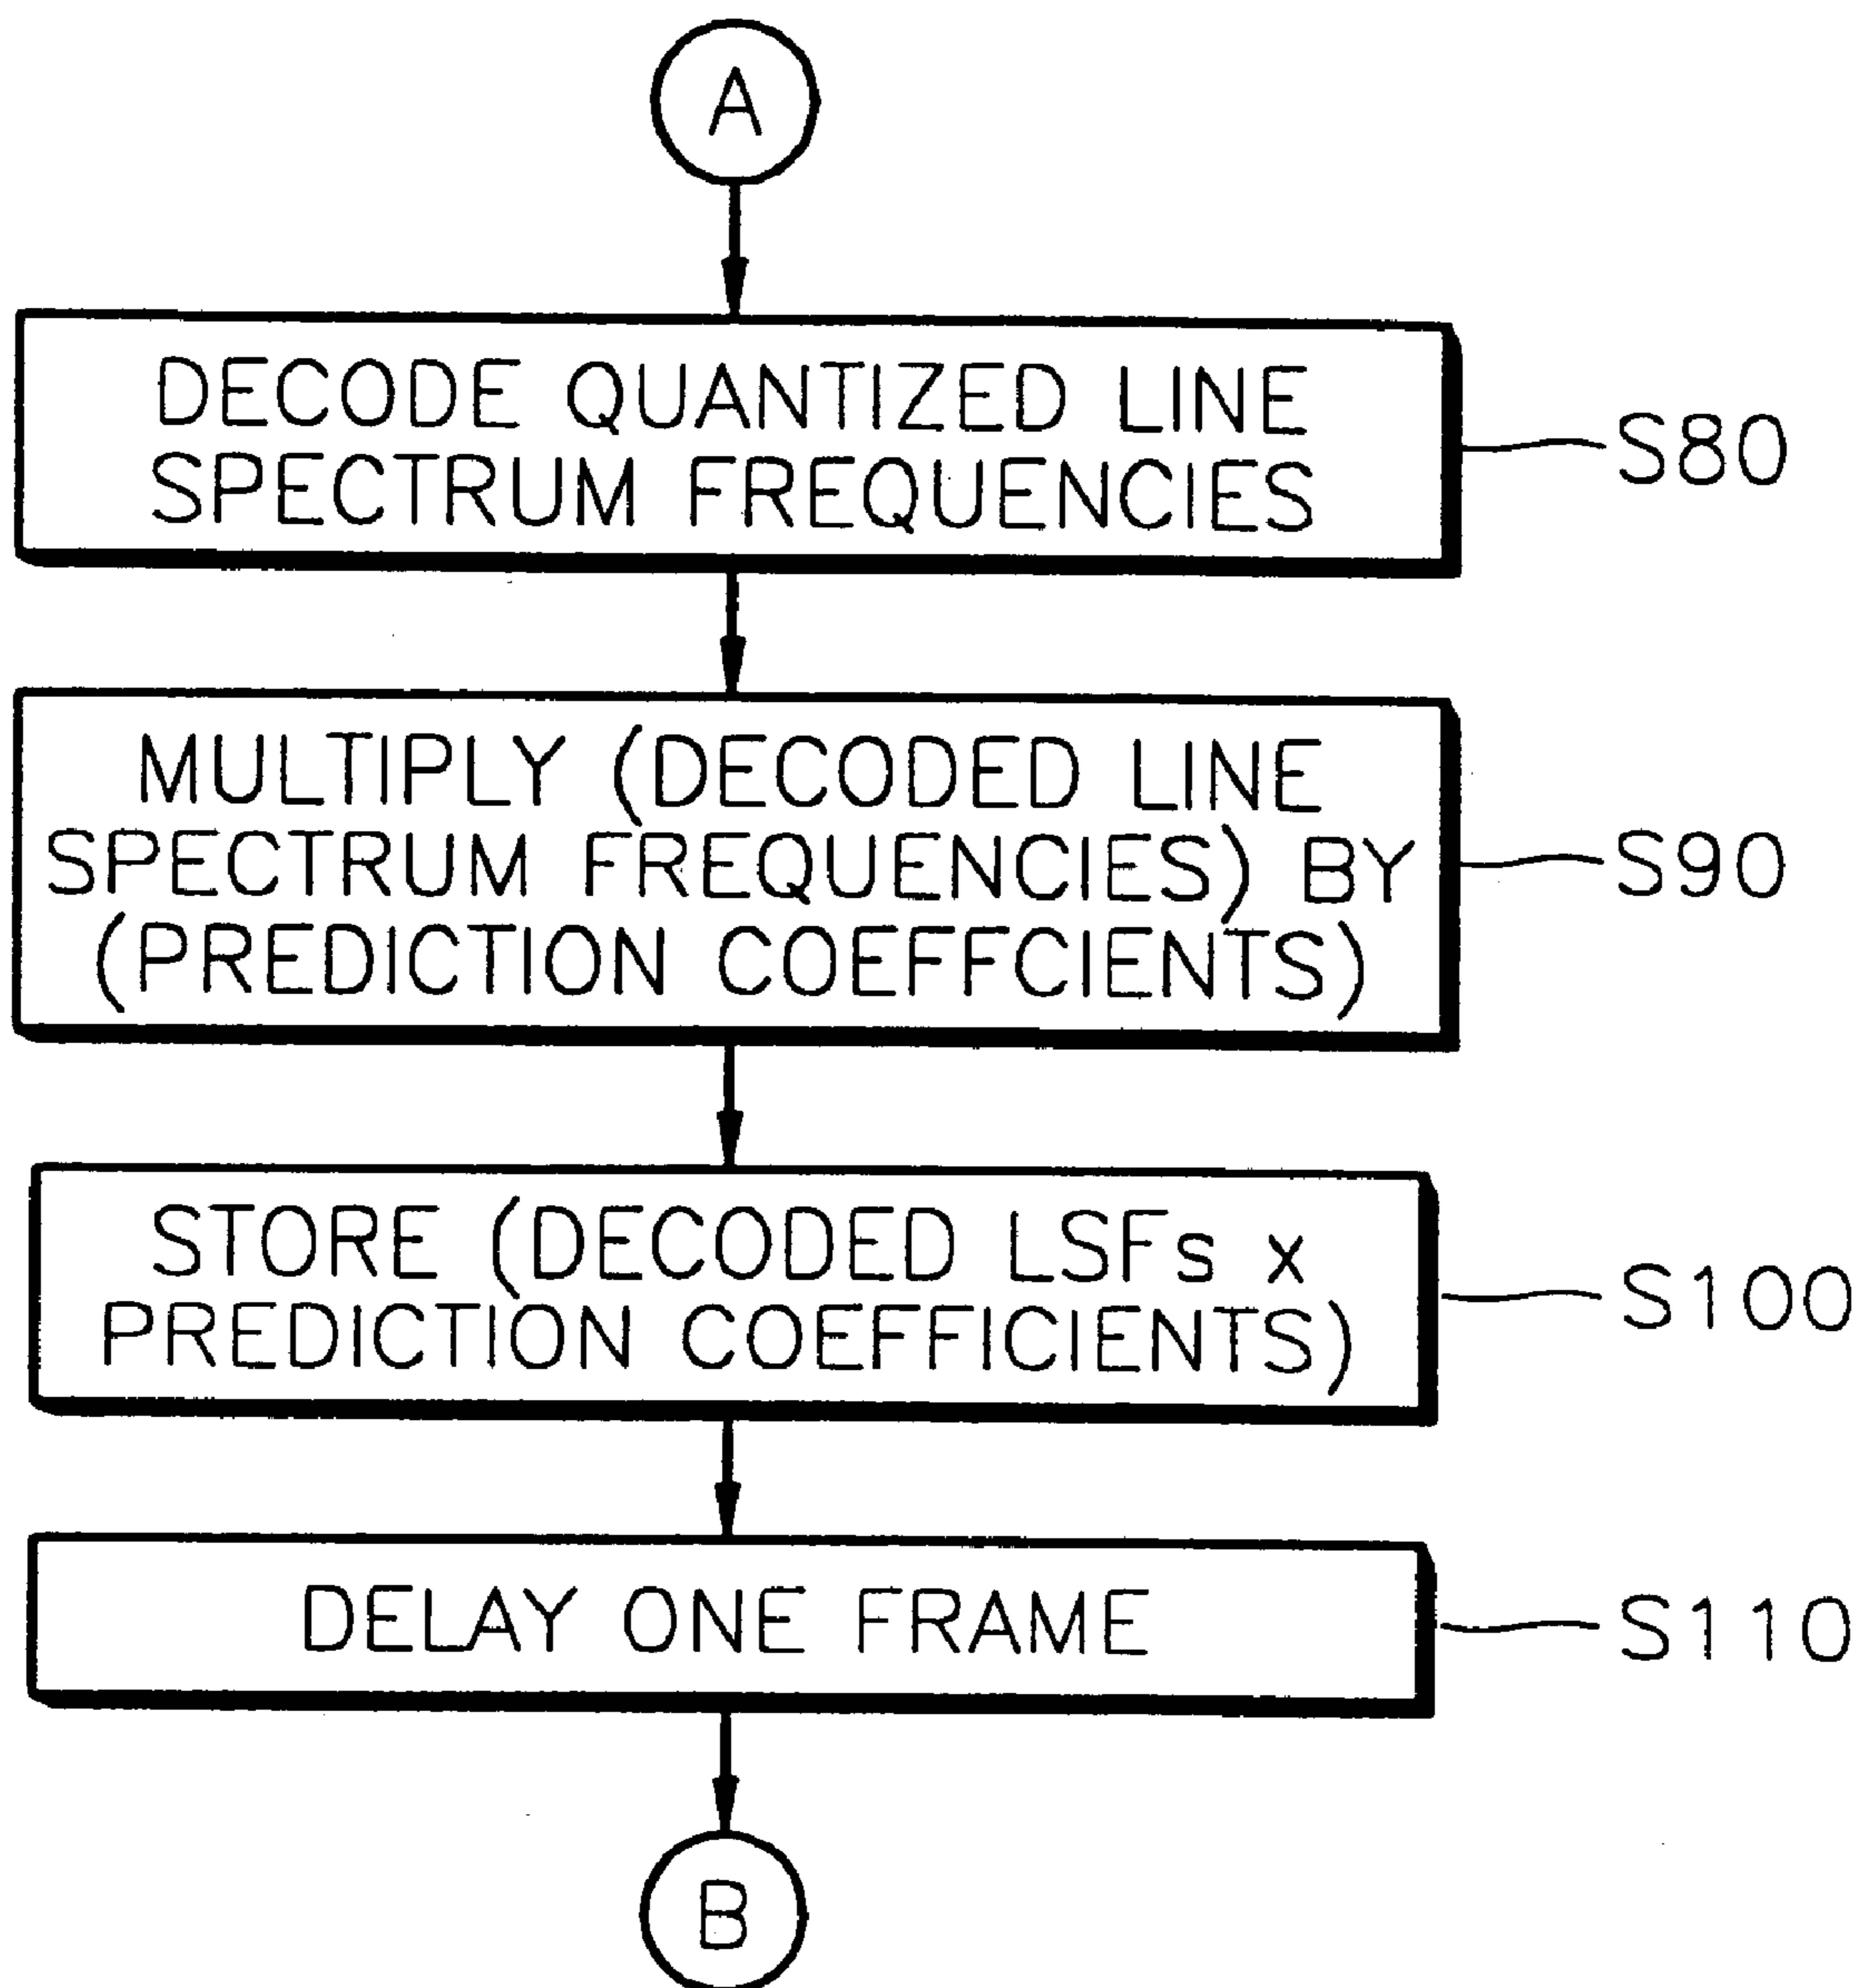 A
DECODE QUANTIZED LINE
SPECTRUM FREQUENCIES
S80
MULTIPLY (DECODED LINE
SPECTRUM FREQUENCIES) BY
(PREDICTION COEFFCIENTS)
S90
STORE (DECODED LSFs x
PREDICTION COEFFICIENTS)
S100
DELAY ONE FRAME
S110
B